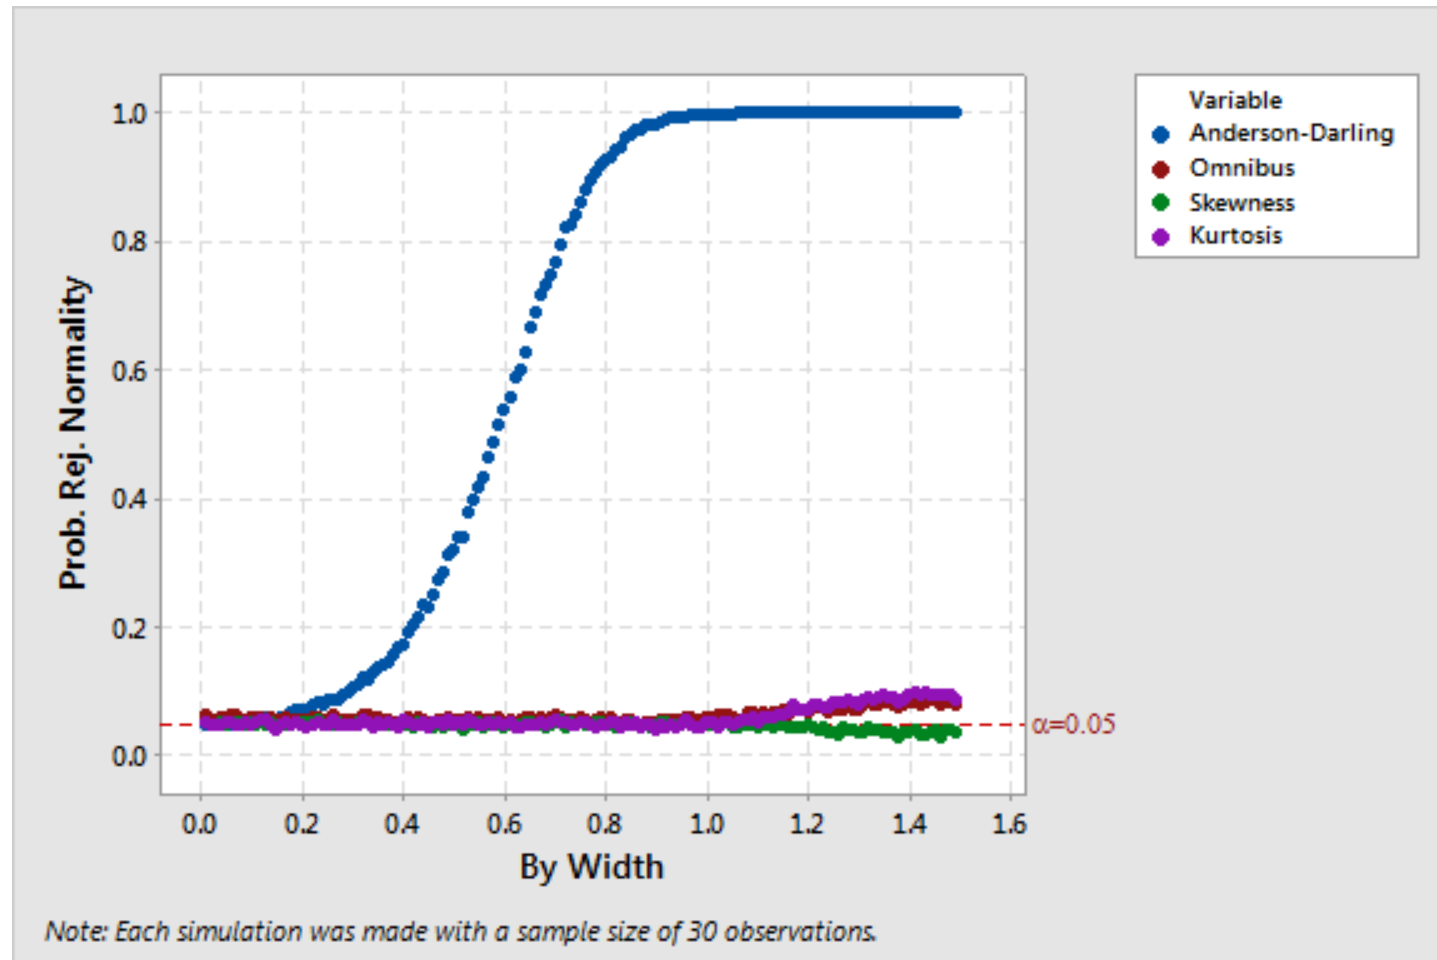 Variable
Anderson-Darling
Omnibus
Skewness
Kurtosis
Prob. Rej. Normality
1.0
0.8
0.6
0.4
0.2
0.0
α=0.05
0.0 0.2 0.4 0.6 0.8 1.0 1.2 1.4 1.6
By Width
Note: Each simulation was made with a sample size of 30 observations.